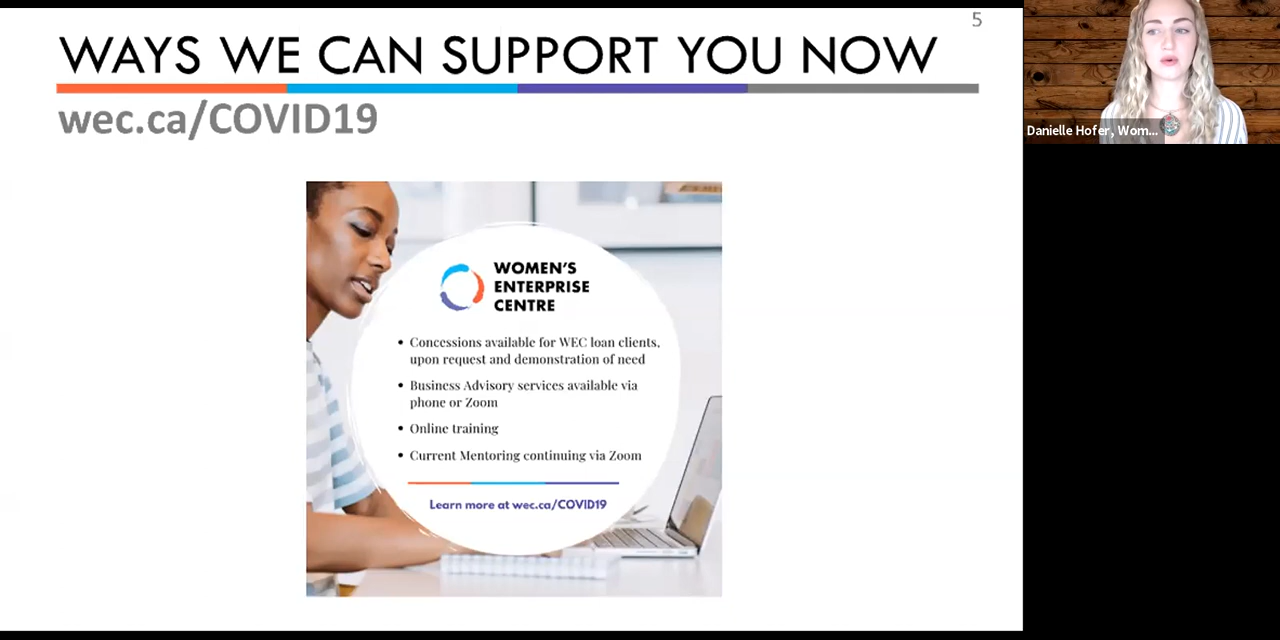 5
WAYS WE CAN SUPPORT YOU NOW
wec.ca/COVID19
WOMEN'S
ENTERPRISE
CENTRE
• Concessions available for WEC loan clients,
upon request and demonstration of need
• Business Advisory services available via
phone or Zoom
• Online training
• Current Mentoring continuing via Zoom
Learn more at wec.ca/COVID19
Danielle Hofer, Wom...